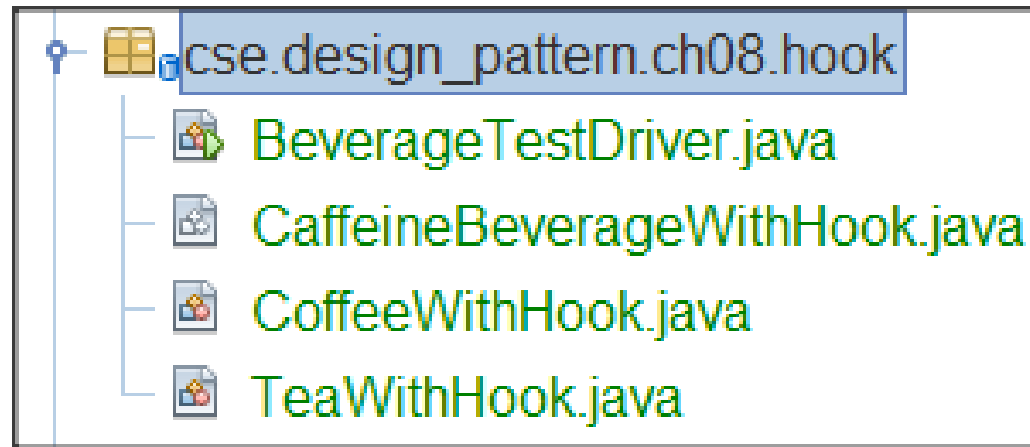 cse.design_pattern.ch08.hook
BeverageTestDriver.java
CaffeineBeverageWithHook.java
CoffeeWithHook.java
TeaWithHook.java